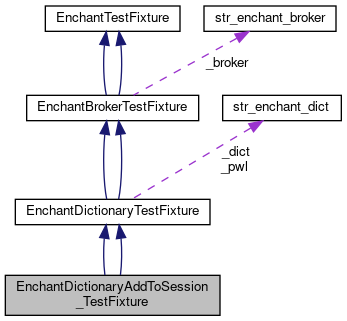 EnchantTestFixture
str_enchant_broker
_broker
EnchantBrokerTestFixture
str_enchant_dict
_dict
_pwl
EnchantDictionaryTestFixture
EnchantDictionaryAddToSession
_TestFixture